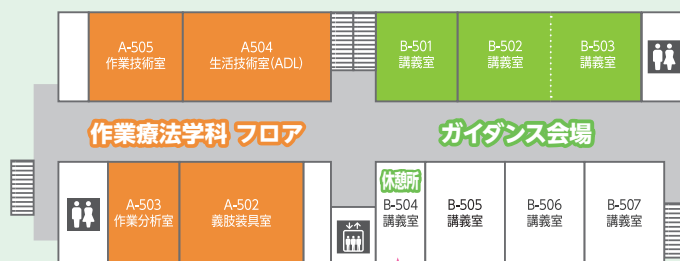 A-505
作業技術室
A504
生活技術室(ADL)
B-501
講義室
B-502
講義室
B-503
講義室
作業療法学科 フロア
ガイダンス会場
A-503
作業分析室
A-502
義肢装具室
休憩所
B-504
講義室
B-505
講義室
B-506
講義室
B-507
講義室